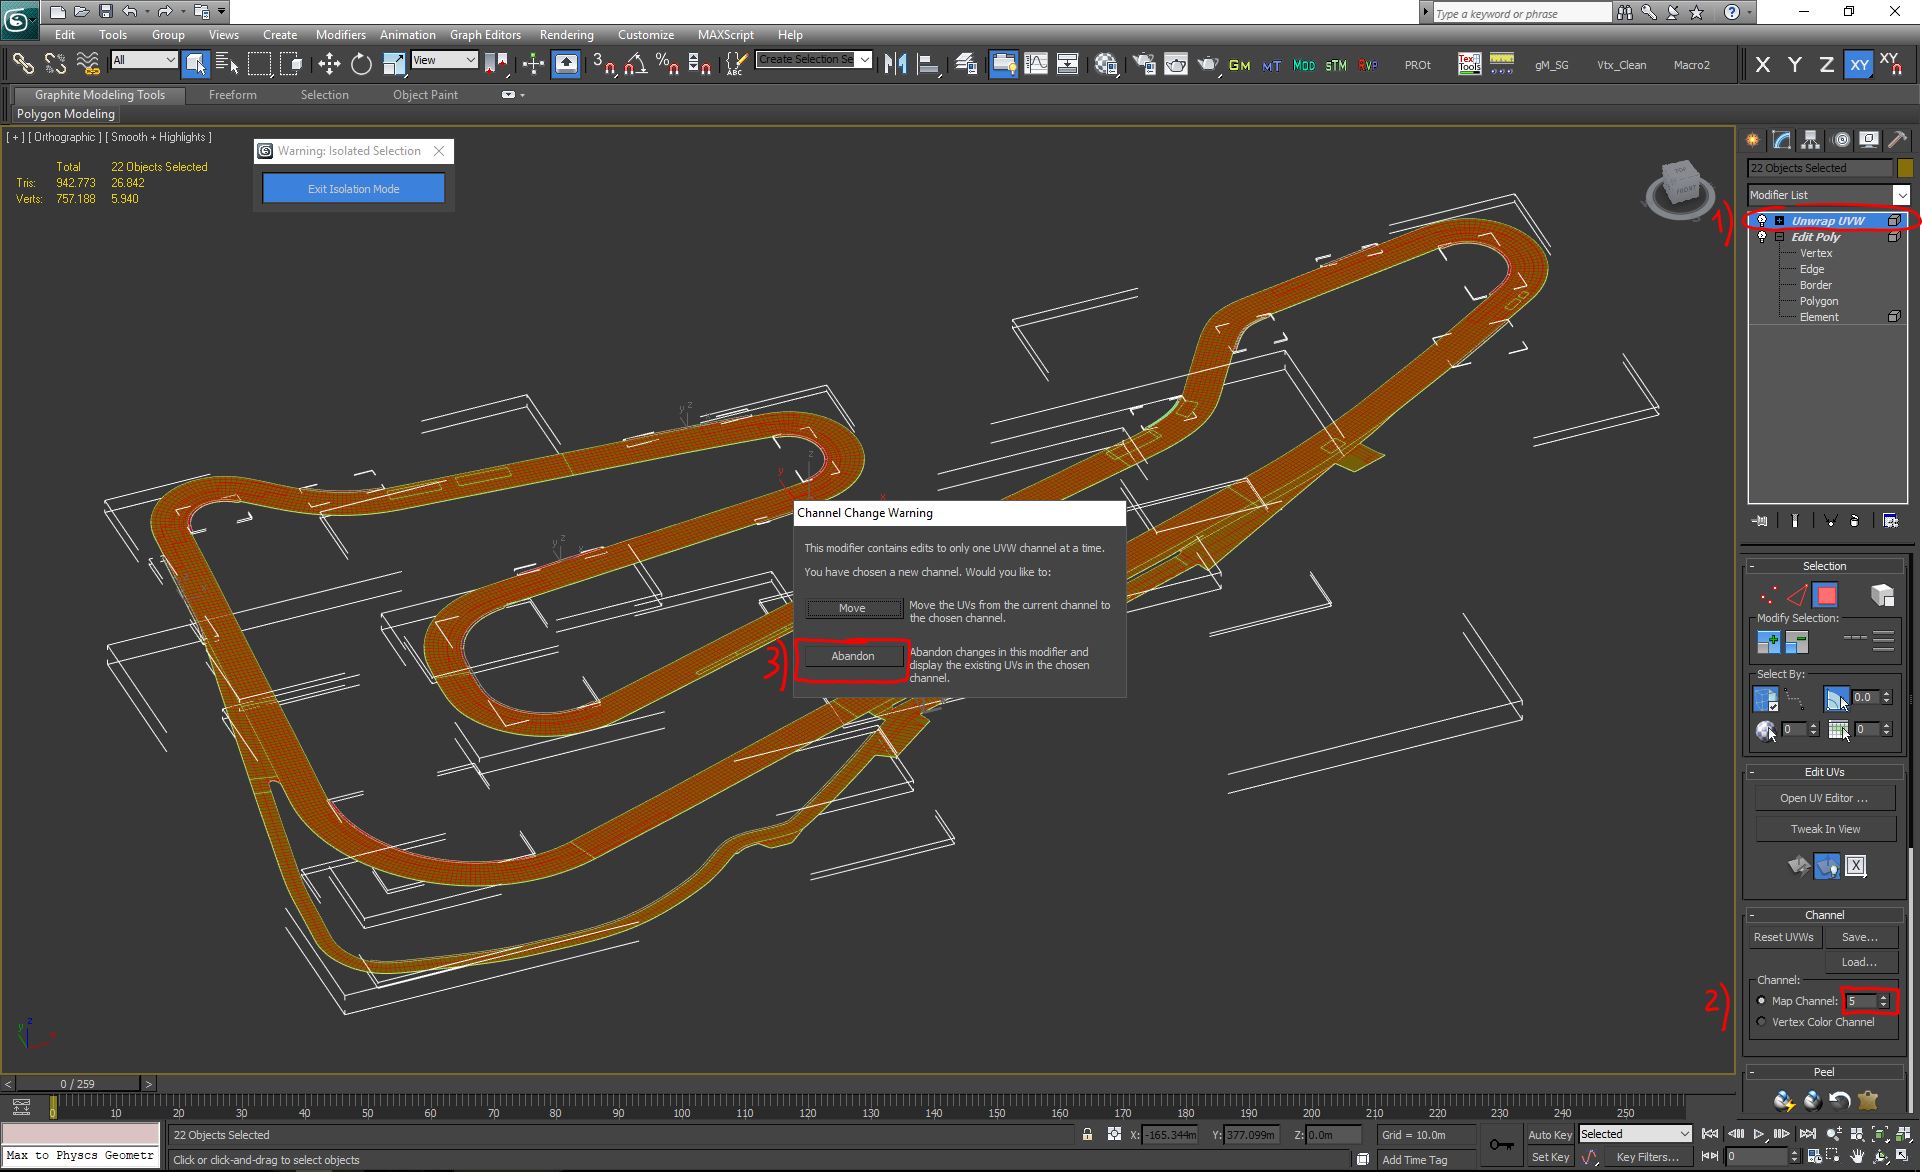 Type a keyword or phrase
Edit Tools Group Views Create Modifiers Animation Graph Editors Rendering Customize MAXScript Help
All View 3 ABC Create Selection Se GM MT MOD STM RVP PROt Text Tools gM_SG Vtx_Clean Macro2 X Y Z XY XY
Graphite Modeling Tools Freeform Selection Object Paint
Polygon Modeling
[ + ] [ Orthographic ] [ Smooth + Highlights ]
Warning: Isolated Selection
Exit Isolation Mode
Total 22 Objects Selected
Tris: 942.773 26.842
Verts: 757.188 5.940
TOP
FRONT
22 Objects Selected
Modifier List
1) Unwrap UVW
Edit Poly
Vertex
Edge
Border
Polygon
Element
Channel Change Warning
This modifier contains edits to only one UVW channel at a time.
You have chosen a new channel. Would you like to:
Move
Move the UVs from the current channel to
the chosen channel.
3) Abandon
Abandon changes in this modifier and
display the existing UVs in the chosen
channel.
- Selection
Modify Selection:
Select By:
0.0
0 0
- Edit UVs
Open UV Editor ...
Tweak In View
- Channel
Reset UVWs Save...
Load...
Channel:
2) Map Channel: 5
Vertex Color Channel
- Peel
< 0 / 259 >
0 10 20 30 40 50 60 70 80 90 100 110 120 130 140 150 160 170 180 190 200 210 220 230 240 250
22 Objects Selected X: -165.344m Y: 377.099m Z: 0.0m Grid = 10.0m Auto Key Selected
Max to Physcs Geometr Click or click-and-drag to select objects Add Time Tag Set Key Key Filters... 0